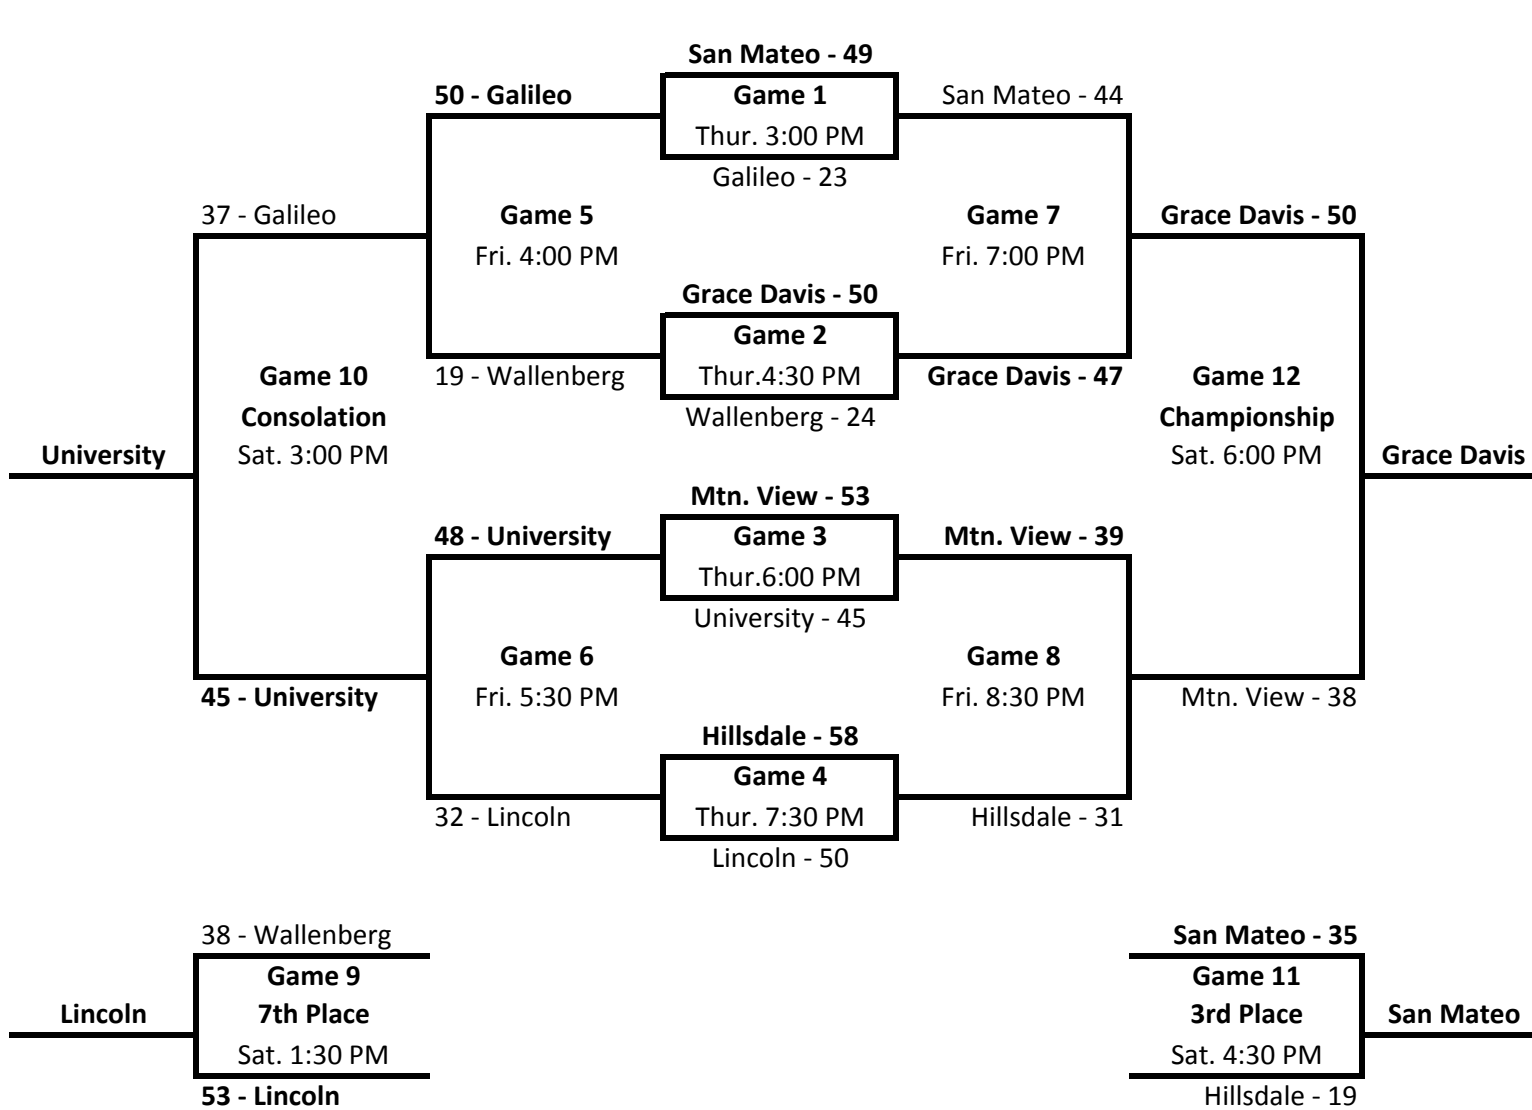 San Mateo - 49
50 - Galileo
Game 1
San Mateo - 44
Thur. 3:00 PM
Galileo - 23
37 - Galileo
Game 5
Game 7
Grace Davis - 50
Fri. 4:00 PM
Fri. 7:00 PM
Grace Davis - 50
Game 2
Game 10
19 - Wallenberg
Thur.4:30 PM
Grace Davis - 47
Game 12
Consolation
Wallenberg - 24
Championship
University
Sat. 3:00 PM
Sat. 6:00 PM
Grace Davis
Mtn. View - 53
48 - University
Game 3
Mtn. View - 39
Thur.6:00 PM
University - 45
Game 6
Game 8
45 - University
Fri. 5:30 PM
Fri. 8:30 PM
Mtn. View - 38
Hillsdale - 58
Game 4
32 - Lincoln
Thur. 7:30 PM
Hillsdale - 31
Lincoln - 50
38 - Wallenberg
San Mateo - 35
Game 9
Game 11
Lincoln
7th Place
3rd Place
San Mateo
Sat. 1:30 PM
Sat. 4:30 PM
53 - Lincoln
Hillsdale - 19